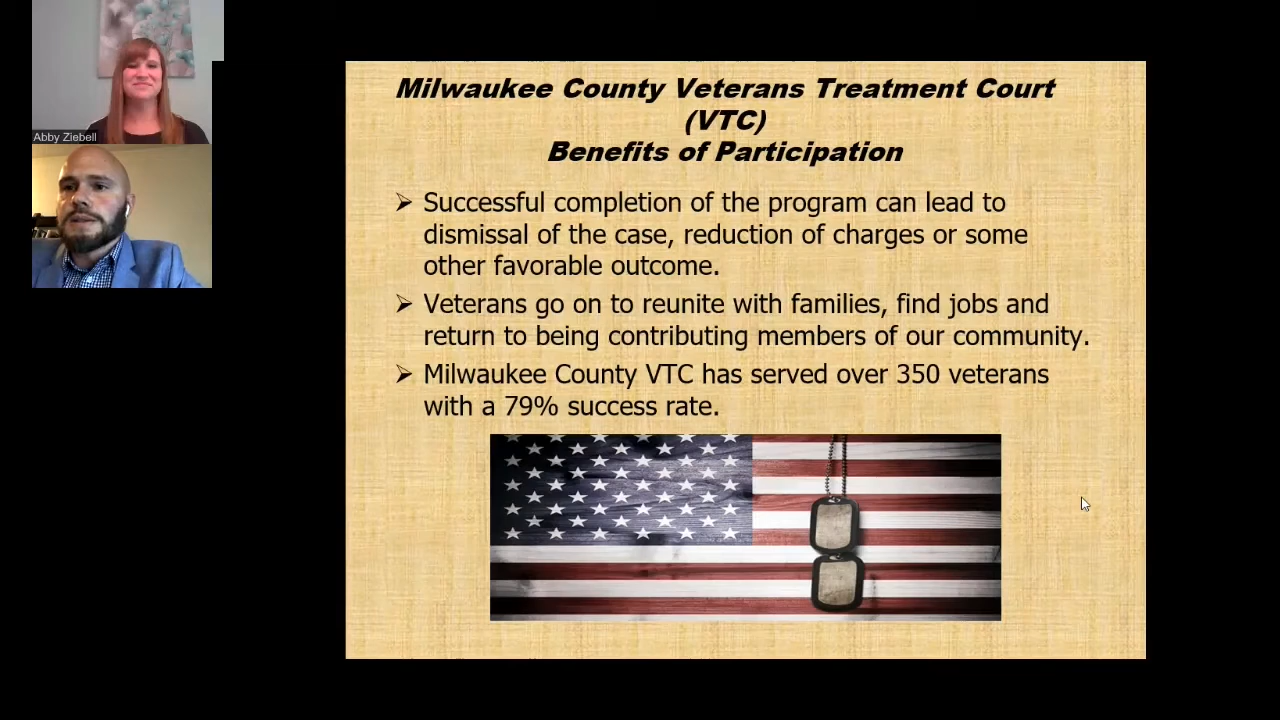 Abby Ziebell
Milwaukee County Veterans Treatment Court
(VTC)
Benefits of Participation
➢ Successful completion of the program can lead to
dismissal of the case, reduction of charges or some
other favorable outcome.
➢ Veterans go on to reunite with families, find jobs and
return to being contributing members of our community.
➢ Milwaukee County VTC has served over 350 veterans
with a 79% success rate.